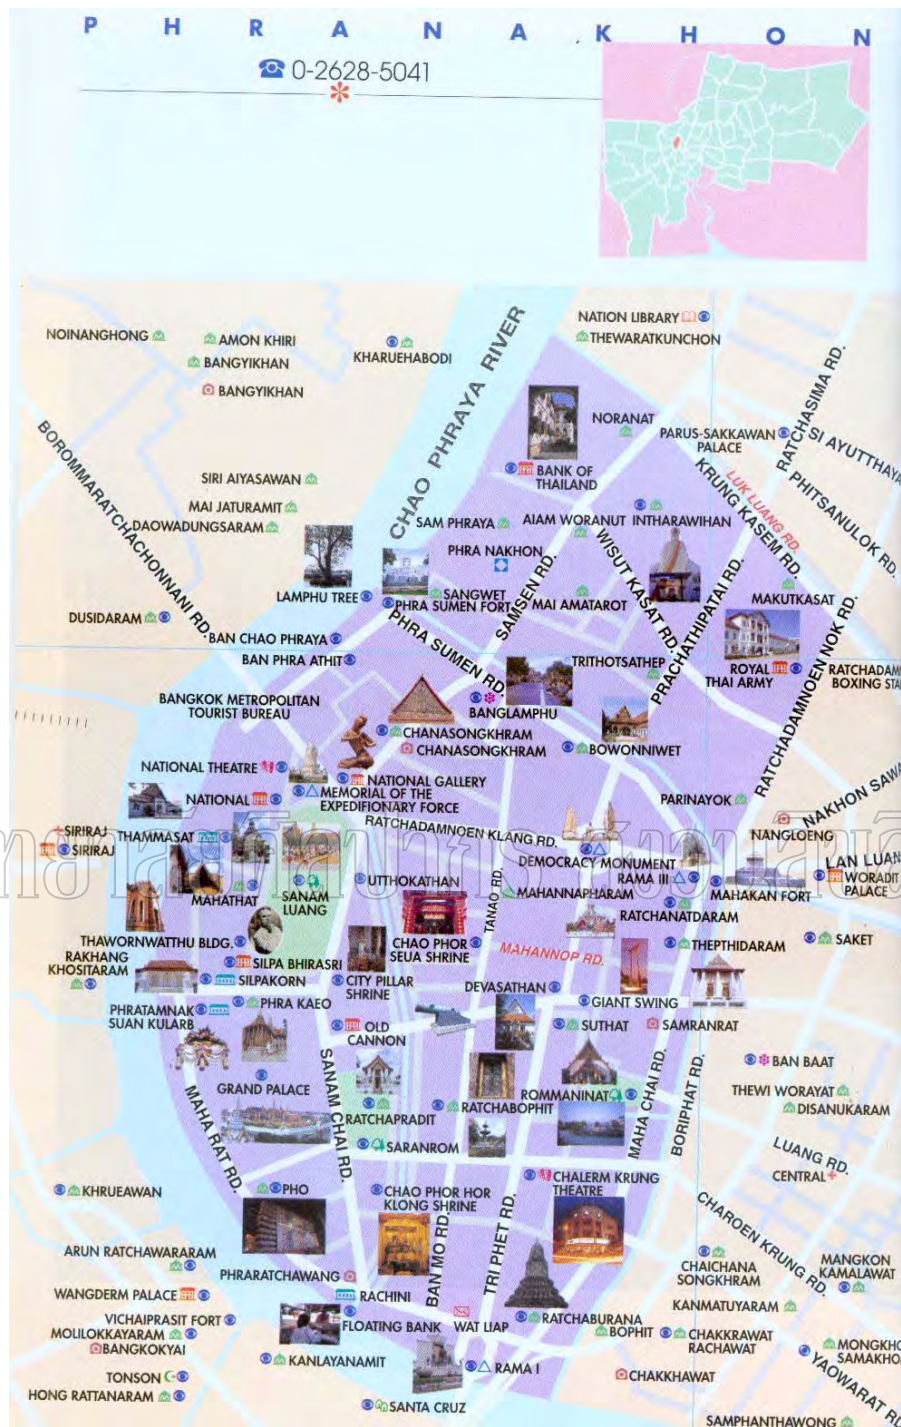 PHRANAKHON
0-2628-5041
NATION LIBRARY
THEWARATKUNCHON
NOINANGHONG
AMON KHIRI
BANGYIKHAN
KHARUEHABODI
BANGYIKHAN
CHAO PHRAYA RIVER
RATCHASIMA RD.
NORANAT
PARUS-SAKKAWAN
PALACE
SI AYUTTHAYA
BOROMMARATCHACHONNANI RD.
BANK OF
THAILAND
KRUNG KASEM RD.
LUK LUANG RD.
PHITSANULOK RD.
SIRI AIYASAWAN
MAI JATURAMIT
DAOWADUNGSARAM
SAM PHRAYA
AIAM WORANUT
INTHARAWIHAN
PHRA NAKHON
WISUT KASAT RD.
SAMSEN RD.
PRACHATHIPATAI RD.
LAMPHU TREE
SANGWET
PHRA SUMEN FORT
MAI AMATAROT
MAKUTKASAT
DUSIDARAM
BAN CHAO PHRAYA
PHRA SUMEN RD.
RATCHADAMNOEN NOK RD.
BAN PHRA ATHIT
TRITHOTSATHEP
ROYAL
THAI ARMY
RATCHADAM
BOXING STA
BANGKOK METROPOLITAN
TOURIST BUREAU
BANGLAMPHU
CHANASONGKHRAM
CHANASONGKHRAM
BOWONNIWET
NATIONAL THEATRE
NATIONAL GALLERY
NATIONAL
MEMORIAL OF THE
EXPEDIFIONARY FORCE
PARINAYOK
NAKHON SAWA
RATCHADAMNOEN KLANG RD.
NANGLOENG
SIRIRAJ
SIRIRAJ
THAMMASAT
DEMOCRACY MONUMENT
RAMA III
LAN LUAN
WORADIT
PALACE
MAHAKAN FORT
UTTHOKATHAN
TANAO RD.
MAHANNAPHARAM
MAHATHAT
SANAM
LUANG
RATCHANATDARAM
THAWORNWATTHU BLDG.
CHAO PHOR
SEUA SHRINE
MAHANNOP RD.
THEPTHIDARAM
SAKET
RAKHANG
KHOSITARAM
SILPA BHIRASRI
SILPAKORN
CITY PILLAR
SHRINE
DEVASATHAN
GIANT SWING
PHRATAMNAK
SUAN KULARB
PHRA KAEO
OLD
CANNON
SUTHAT
SAMRANRAT
SANAM CHAI RD.
MAHA CHAI RD.
BORIPHAT RD.
BAN BAAT
GRAND PALACE
MAHA RAT RD.
RATCHAPRADIT
RATCHABOPHIT
ROMMANINAT
THEWI WORAYAT
DISANUKARAM
SARANROM
LUANG RD.
CENTRAL
KHRUEAWAN
PHO
CHAO PHOR HOR
KLONG SHRINE
CHALERM KRUNG
THEATRE
BAN MO RD.
TRI PHET RD.
CHAROEN KRUNG RD.
ARUN RATCHAWARARAM
CHAICHANA
SONGKHRAM
MANGKON
KAMALAWAT
PHRARATCHAWANG
WANGDERM PALACE
RACHINI
KANMATUYARAM
VICHAIPRASIT FORT
FLOATING BANK
WAT LIAP
RATCHABURANA
BOPHIT
CHAKKRAWAT
RACHAWAT
MOLILOKKAYARAM
BANGKOKYAI
MONGKHO
SAMAKHO
KANLAYANAMIT
RAMA I
YAOWARAT RD
TONSON
CHAKKHAWAT
HONG RATTANARAM
SANTA CRUZ
SAMPHANTHAWONG